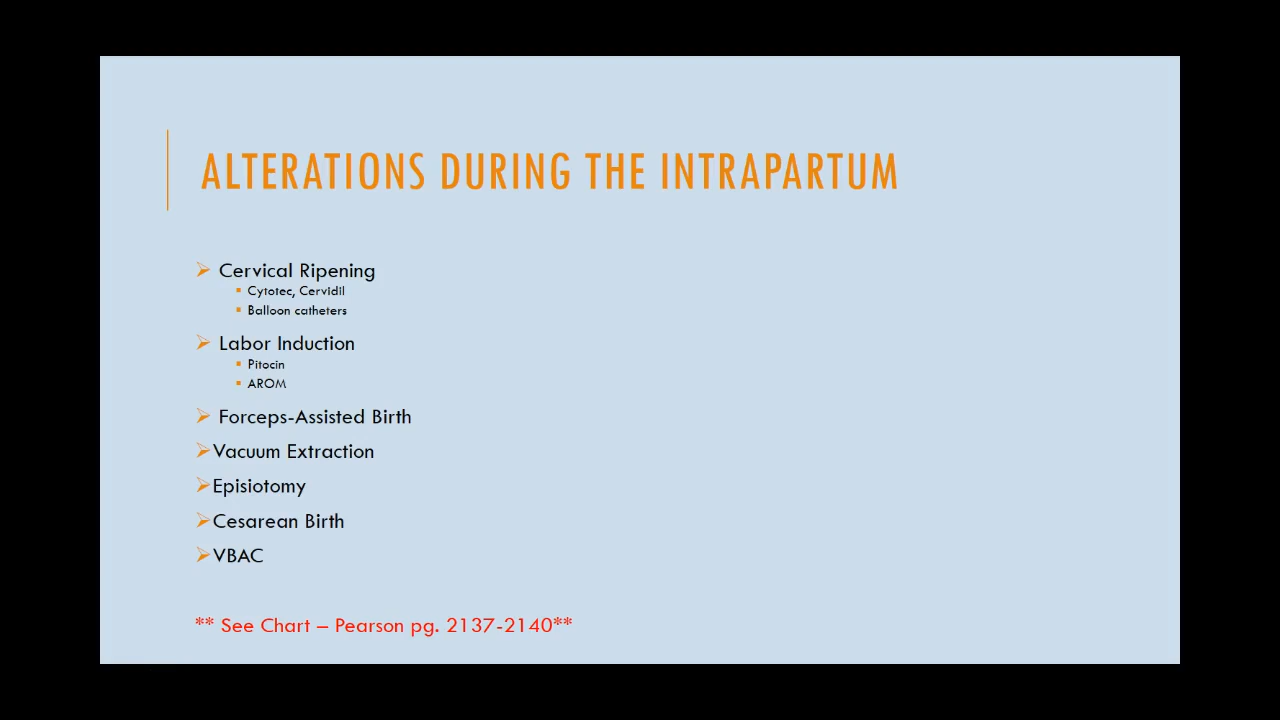 ALTERATIONS DURING THE INTRAPARTUM
Cervical Ripening
Cytotec, Cervidil
Balloon catheters
Labor Induction
Pitocin
AROM
Forceps-Assisted Birth
Vacuum Extraction
Episiotomy
Cesarean Birth
VBAC
** See Chart – Pearson pg. 2137-2140**